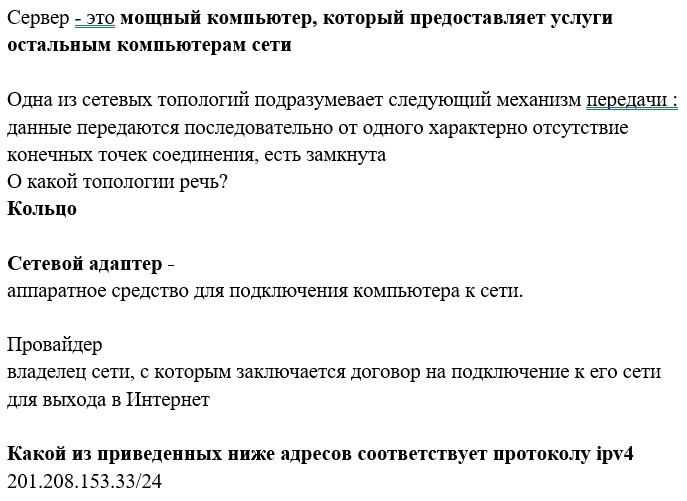 Сервер - это мощный компьютер, который предоставляет услуги
остальным компьютерам сети
Одна из сетевых топологий подразумевает следующий механизм передачи :
данные передаются последовательно от одного характерно отсутствие
конечных точек соединения, есть замкнута
О какой топологии речь?
Кольцо
Сетевой адаптер -
аппаратное средство для подключения компьютера к сети.
Провайдер
владелец сети, с которым заключается договор на подключение к его сети
для выхода в Интернет
Какой из приведенных ниже адресов соответствует протоколу ipv4
201.208.153.33/24